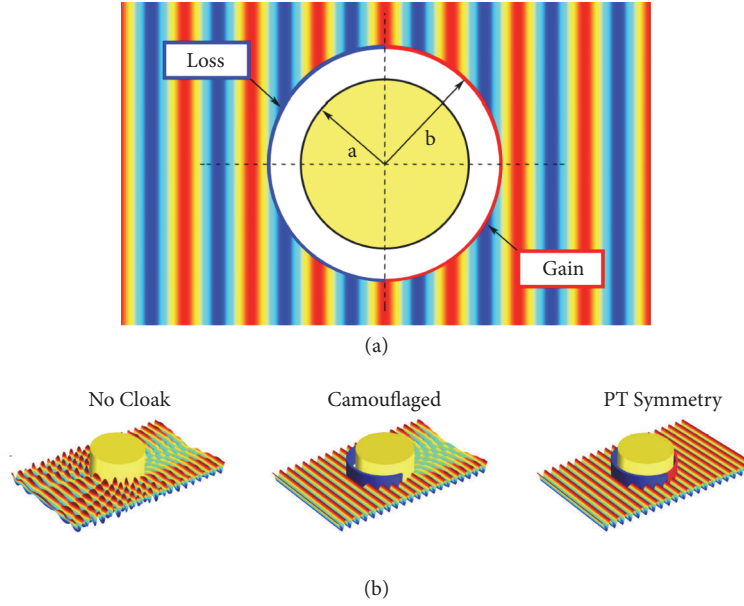 Loss
a
b
Gain
(a)
No Cloak
Camouflaged
PT Symmetry
(b)